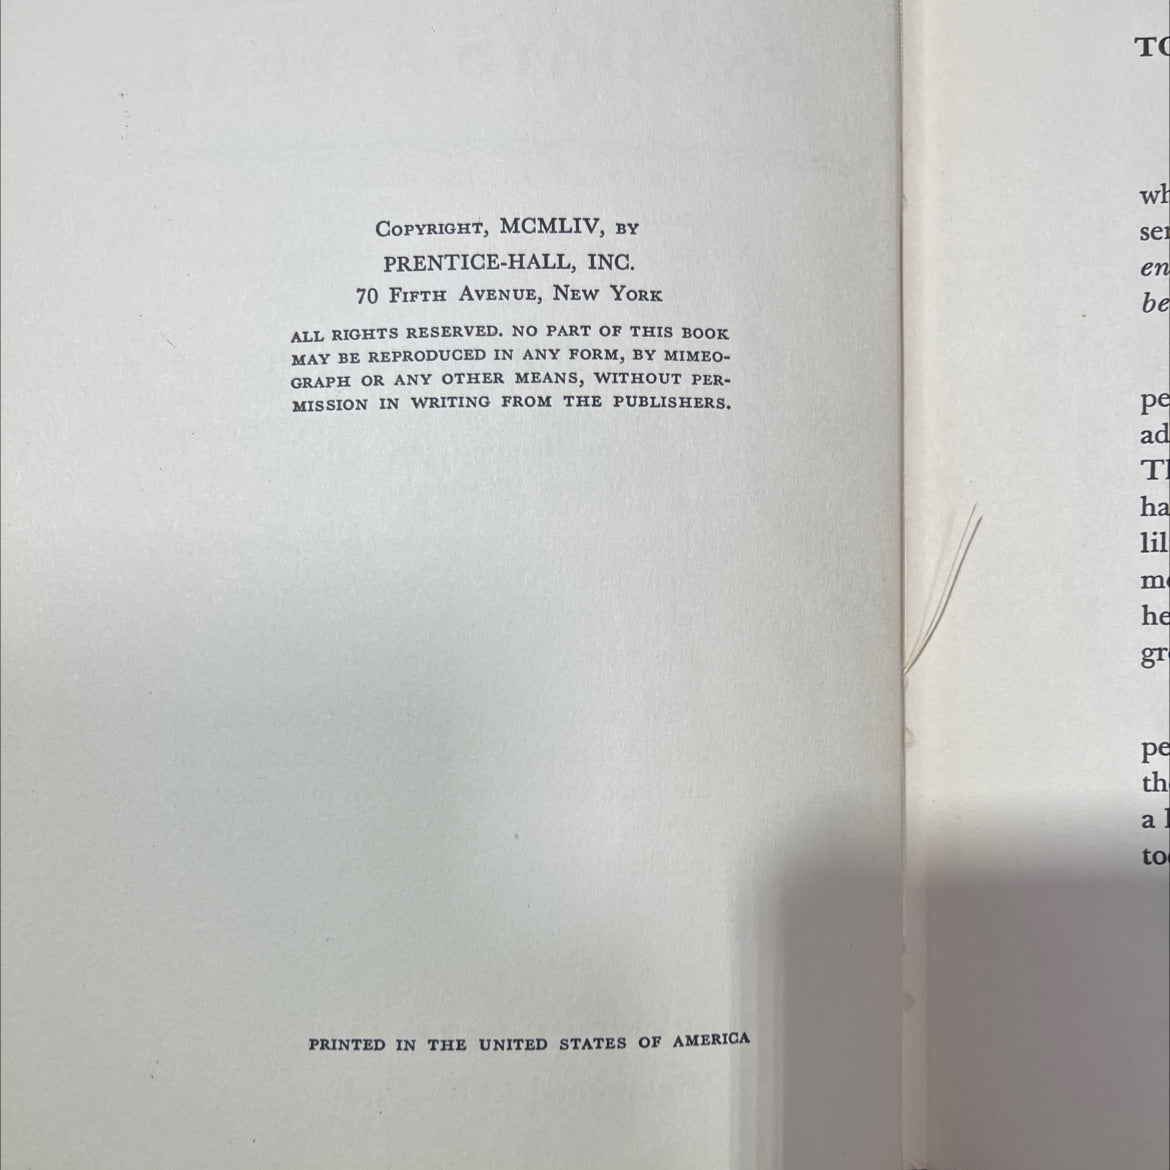 Copyright, MCMLIV, by
PRENTICE-HALL, INC.
70 Fifth Avenue, New York
ALL RIGHTS RESERVED. NO PART OF THIS BOOK
MAY BE REPRODUCED IN ANY FORM, BY MIMEO-
GRAPH OR ANY OTHER MEANS, WITHOUT PER-
MISSION IN WRITING FROM THE PUBLISHERS.
PRINTED IN THE UNITED STATES OF AMERICA